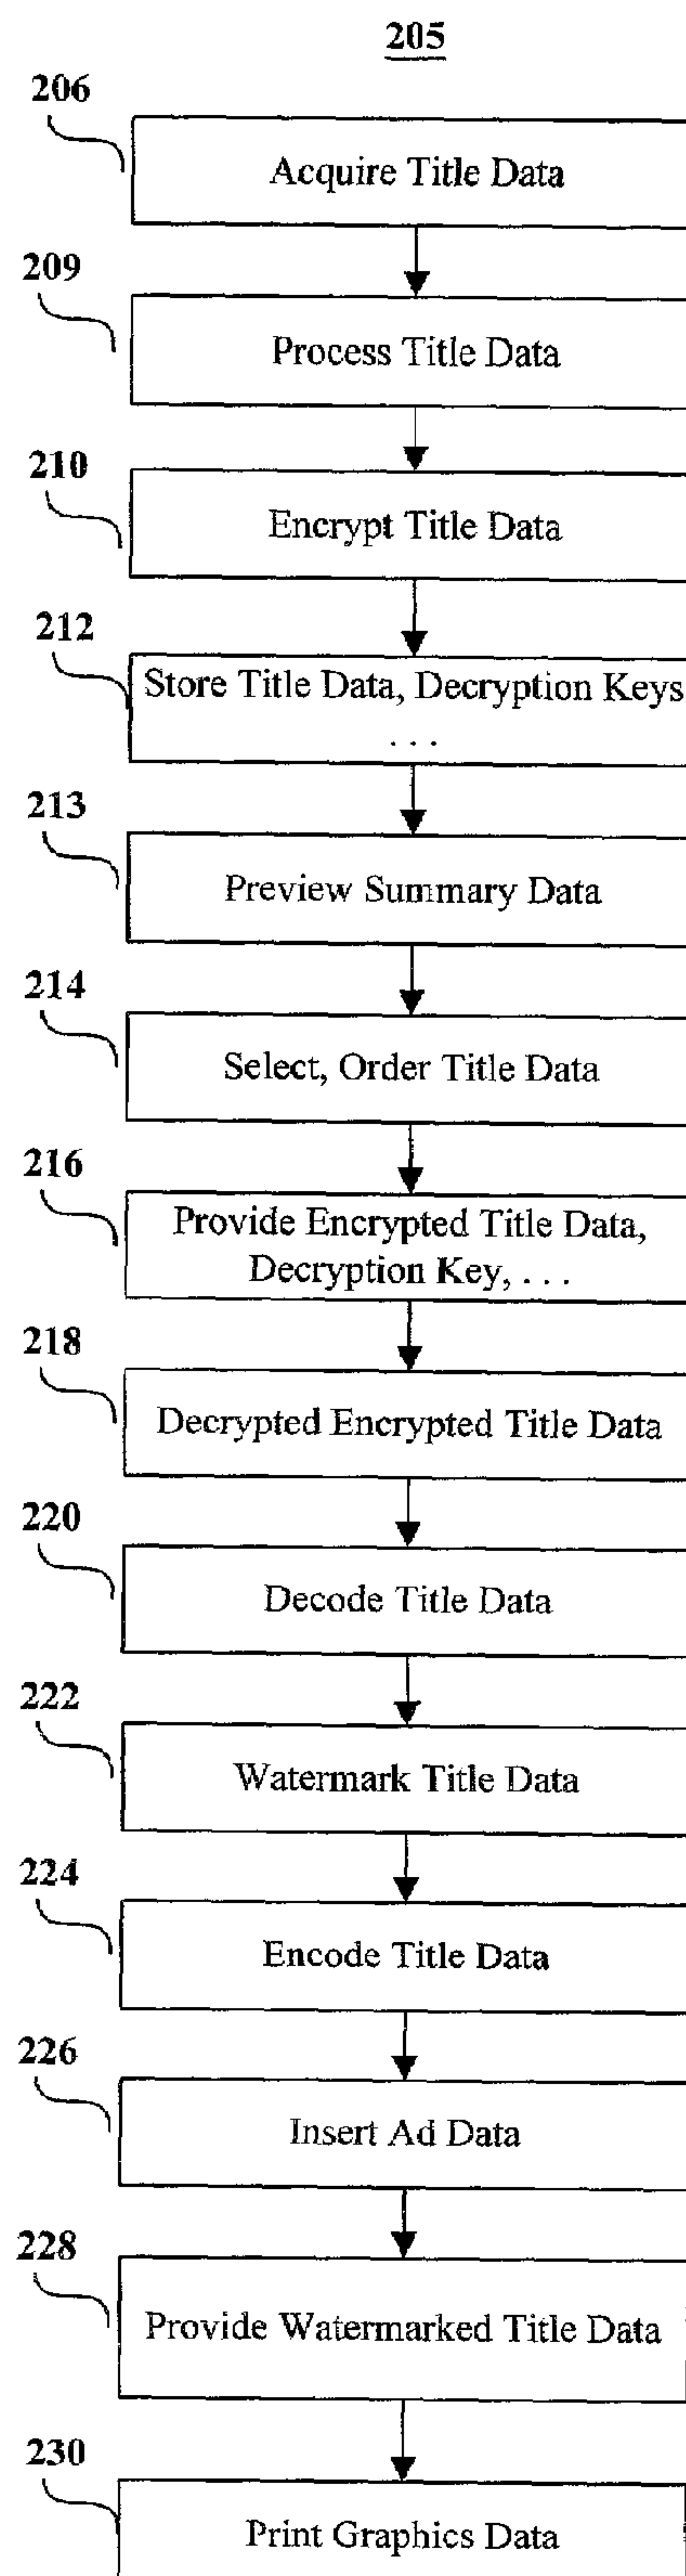 205
206
Acquire Title Data
209
Process Title Data
210
Encrypt Title Data
212
Store Title Data, Decryption Keys
. . .
213
Preview Summary Data
214
Select, Order Title Data
216
Provide Encrypted Title Data,
Decryption Key, . . .
218
Decrypted Encrypted Title Data
220
Decode Title Data
222
Watermark Title Data
224
Encode Title Data
226
Insert Ad Data
228
Provide Watermarked Title Data
230
Print Graphics Data